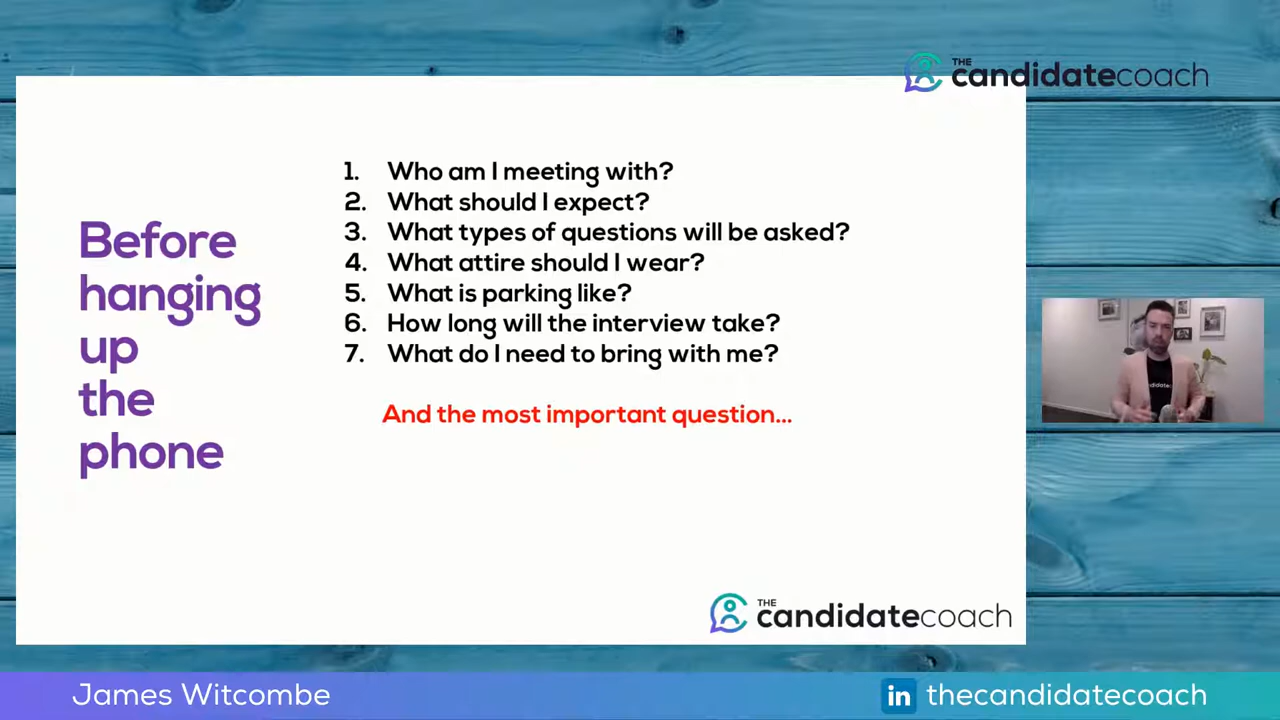 THE
candidatecoach
Before
hanging
up
the
phone
1. Who am I meeting with?
2. What should I expect?
3. What types of questions will be asked?
4. What attire should I wear?
5. What is parking like?
6. How long will the interview take?
7. What do I need to bring with me?
And the most important question...
THE
candidatecoach
James Witcombe
in thecandidatecoach